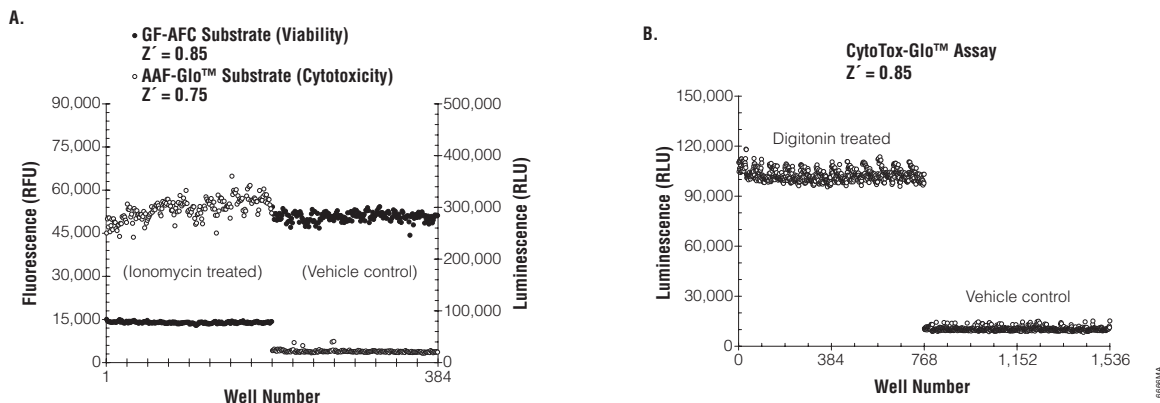 A.
• GF-AFC Substrate (Viability)
Z´ = 0.85
○ AAF-Glo™ Substrate (Cytotoxicity)
Z´ = 0.75
90,000
75,000
60,000
45,000
30,000
15,000
0
Fluorescence (RFU)
500,000
400,000
300,000
200,000
100,000
0
Luminescence (RLU)
(Ionomycin treated)
(Vehicle control)
1
384
Well Number
B.
CytoTox-Glo™ Assay
Z´ = 0.85
150,000
120,000
90,000
60,000
30,000
0
Luminescence (RLU)
Digitonin treated
Vehicle control
0
384
768
1,152
1,536
Well Number